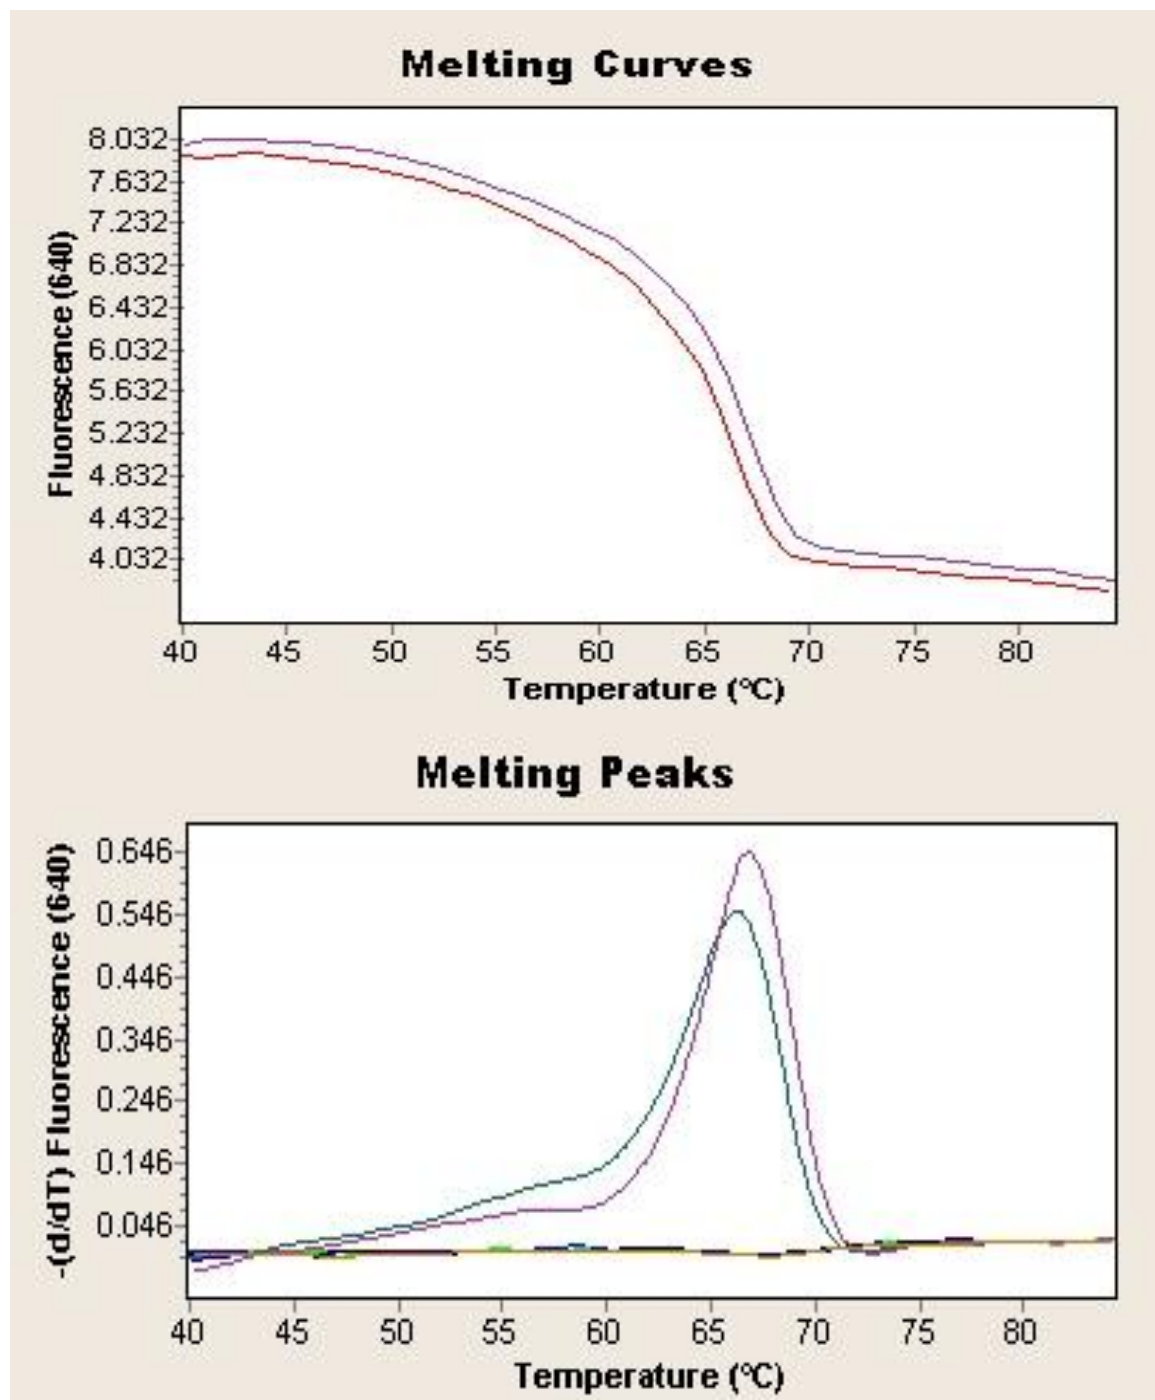 Melting Curves
Fluorescence (640)
8.032
7.632
7.232
6.832
6.432
6.032
5.632
5.232
4.832
4.432
4.032
40 45 50 55 60 65 70 75 80
Temperature (°C)
Melting Peaks
-(d/dT) Fluorescence (640)
0.646
0.546
0.446
0.346
0.246
0.146
0.046
40 45 50 55 60 65 70 75 80
Temperature (°C)